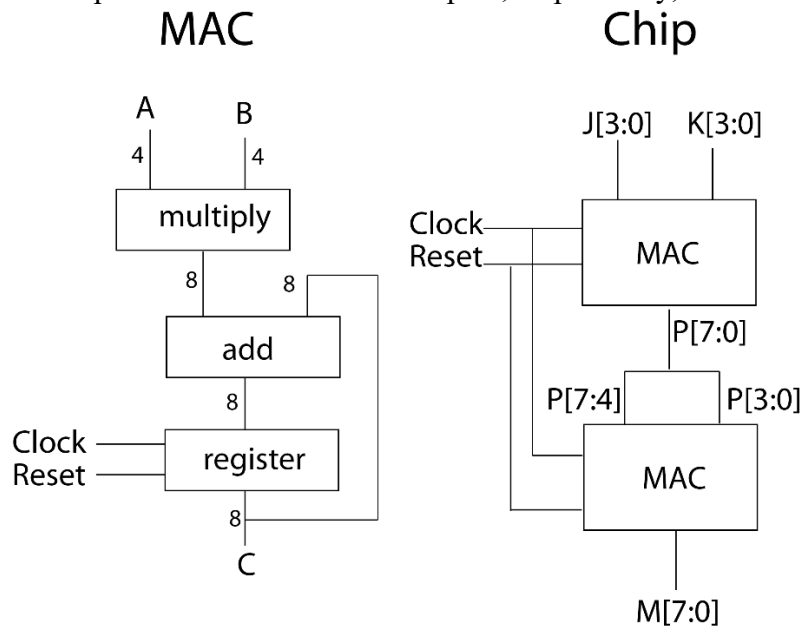 MAC
Chip
A
B
4
4
multiply
8
8
add
8
Clock
Reset
register
8
C
J[3:0]
K[3:0]
Clock
Reset
MAC
P[7:0]
P[7:4]
P[3:0]
MAC
M[7:0]